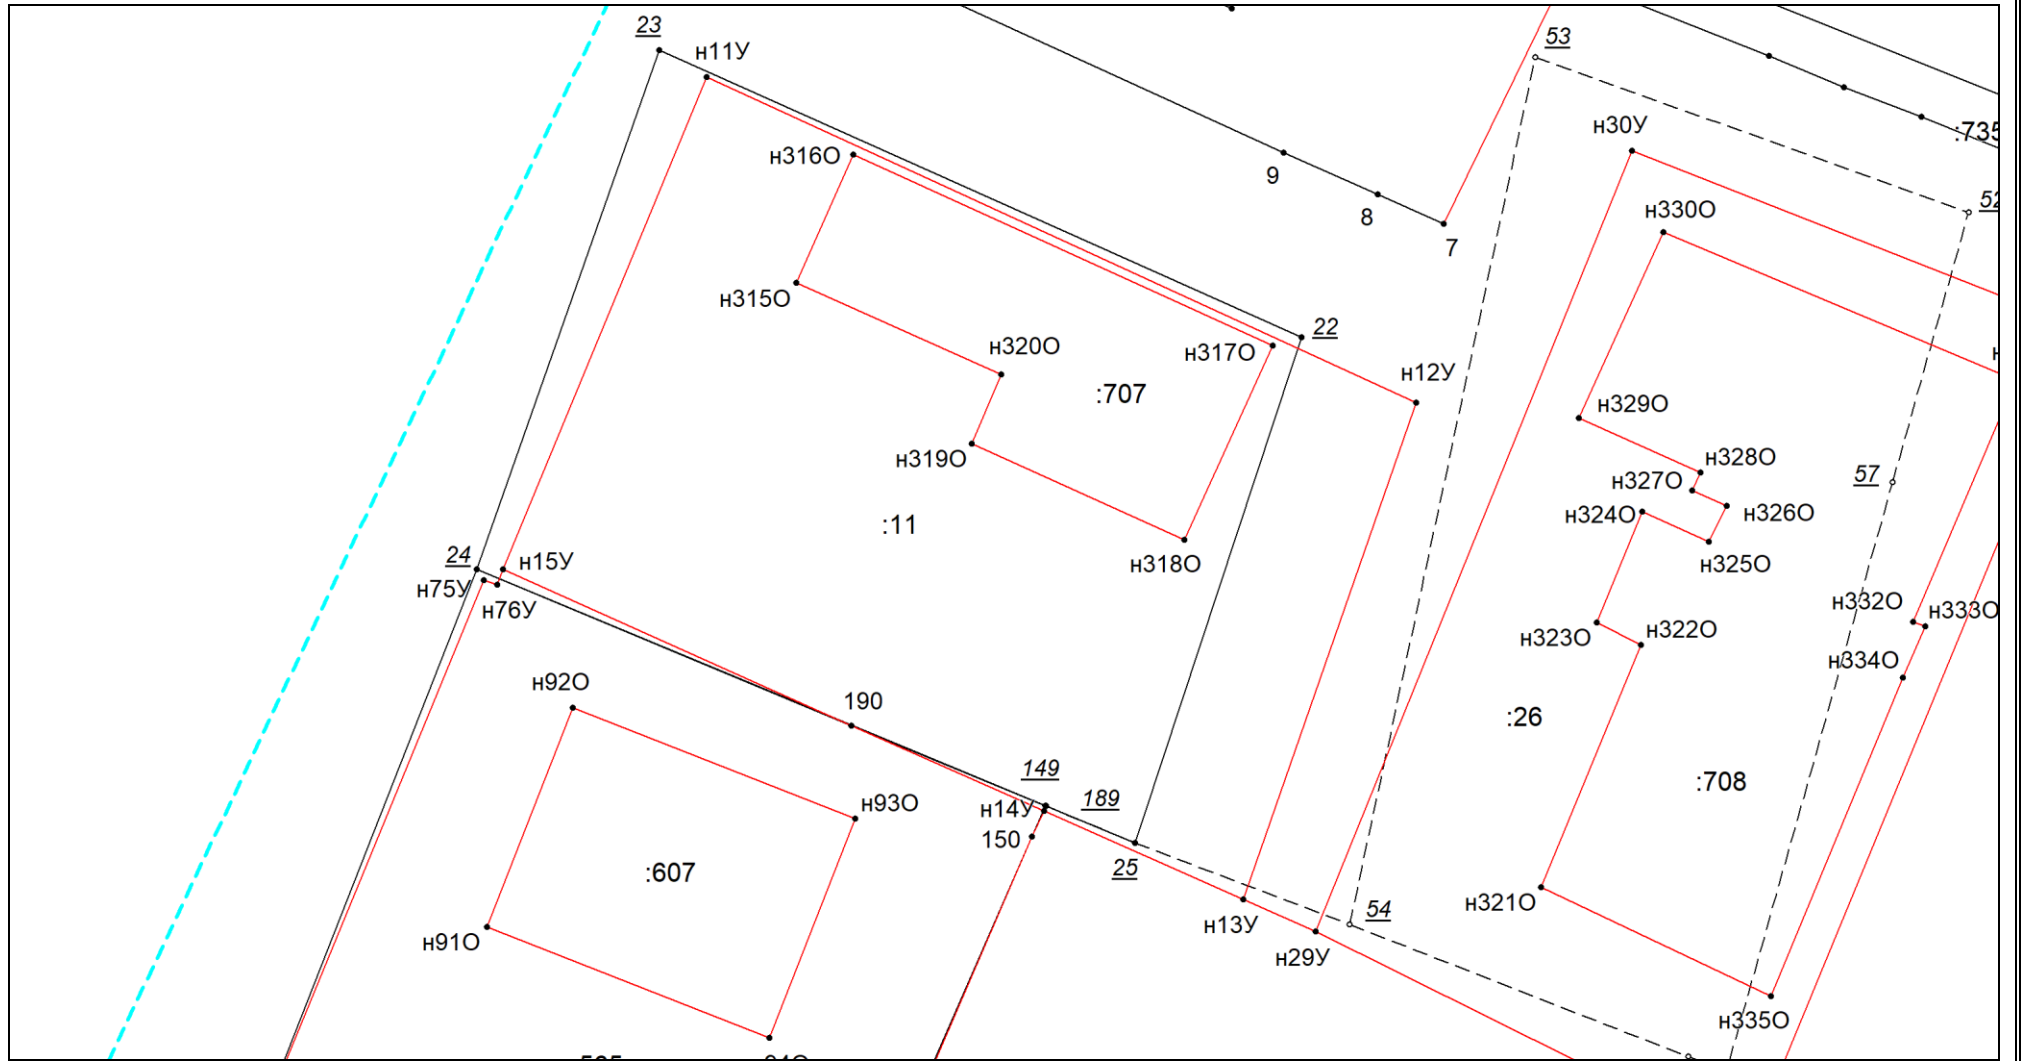 23
н11У
53
н30У
:735
н316О
9
52
8
н330О
7
н315О
22
н320О
н317О
н12У
:707
н329О
н319О
н328О
57
н327О
н324О
н326О
:11
24
н15У
н318О
н325О
н75У
н76У
н332О
н333О
н323О
н322О
н334О
н92О
190
:26
149
:708
н93О
н14У
189
150
:607
25
н321О
54
н91О
н13У
н29У
н335О